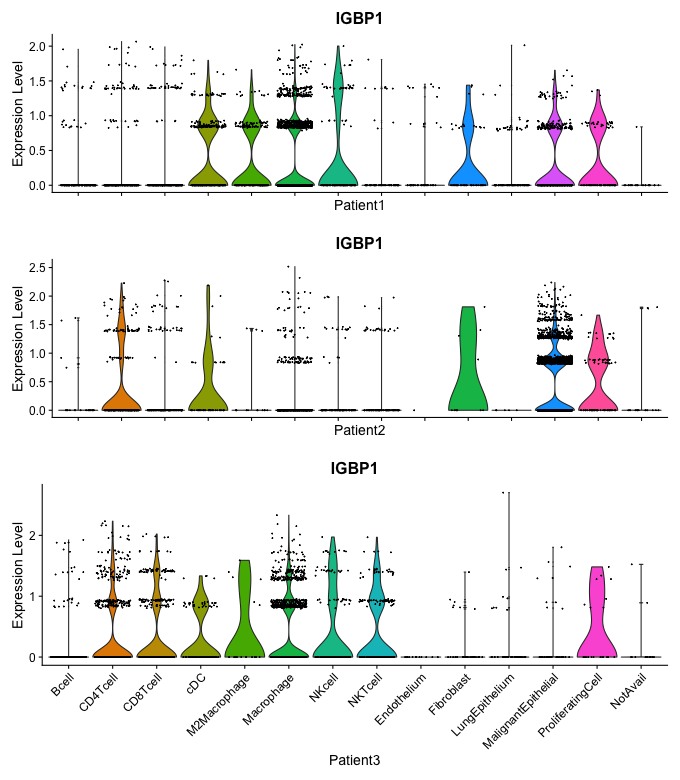 IGBP1
Expression Level
2.0
1.5
1.0
0.5
0.0
Patient1
IGBP1
Expression Level
2.5
2.0
1.5
1.0
0.5
0.0
Patient2
IGBP1
Expression Level
2
1
0
Bcell
CD4Tcell
CD8Tcell
cDC
M2Macrophage
Macrophage
NKcell
NKTcell
Endothelium
Fibroblast
LungEpithelium
MalignantEpithelial
ProliferatingCell
NotAvail
Patient3